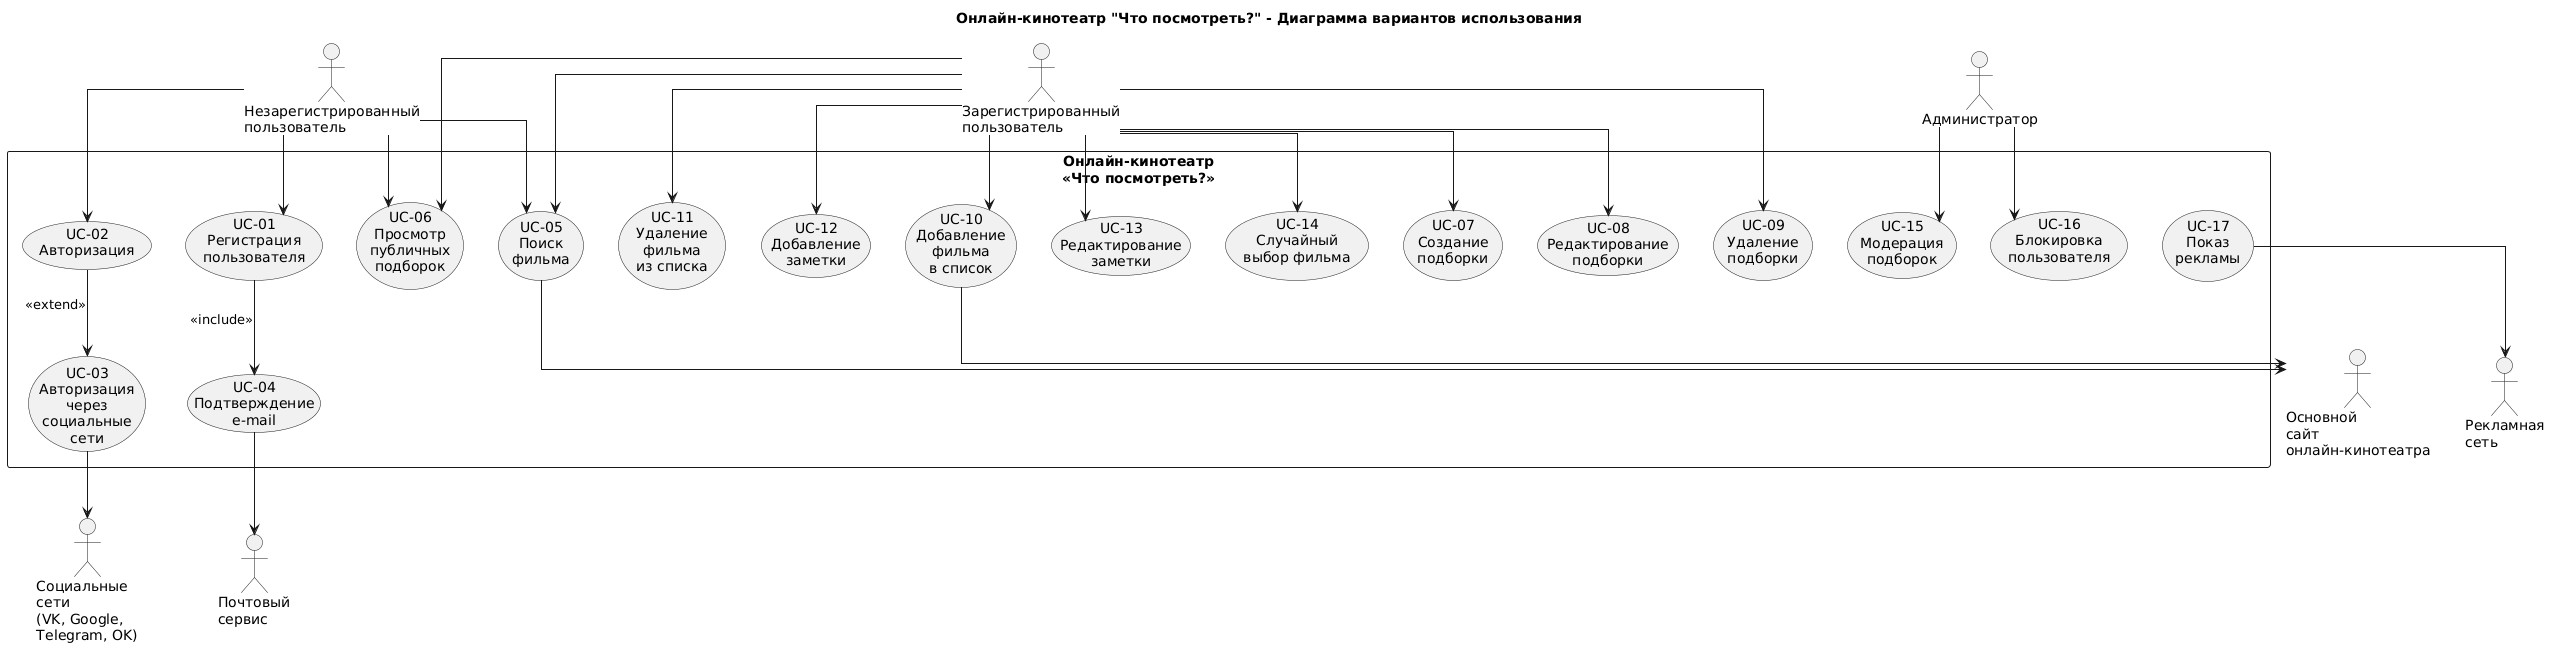 Онлайн-кинотеатр "Что посмотреть?" - Диаграмма вариантов использования
Незарегистрированный
пользователь
Зарегистрированный
пользователь
Администратор
Онлайн-кинотеатр
«Что посмотреть?»
UC-02
Авторизация
UC-01
Регистрация
пользователя
UC-06
Просмотр
публичных
подборок
UC-05
Поиск
фильма
UC-11
Удаление
фильма
из списка
UC-12
Добавление
заметки
UC-10
Добавление
фильма
в список
UC-13
Редактирование
заметки
UC-14
Случайный
выбор фильма
UC-07
Создание
подборки
UC-08
Редактирование
подборки
UC-09
Удаление
подборки
UC-15
Модерация
подборок
UC-16
Блокировка
пользователя
UC-17
Показ
рекламы
«extend»
«include»
UC-03
Авторизация
через
социальные
сети
UC-04
Подтверждение
e-mail
Основной
сайт
онлайн-кинотеатра
Рекламная
сеть
Социальные
сети
(VK, Google,
Telegram, OK)
Почтовый
сервис